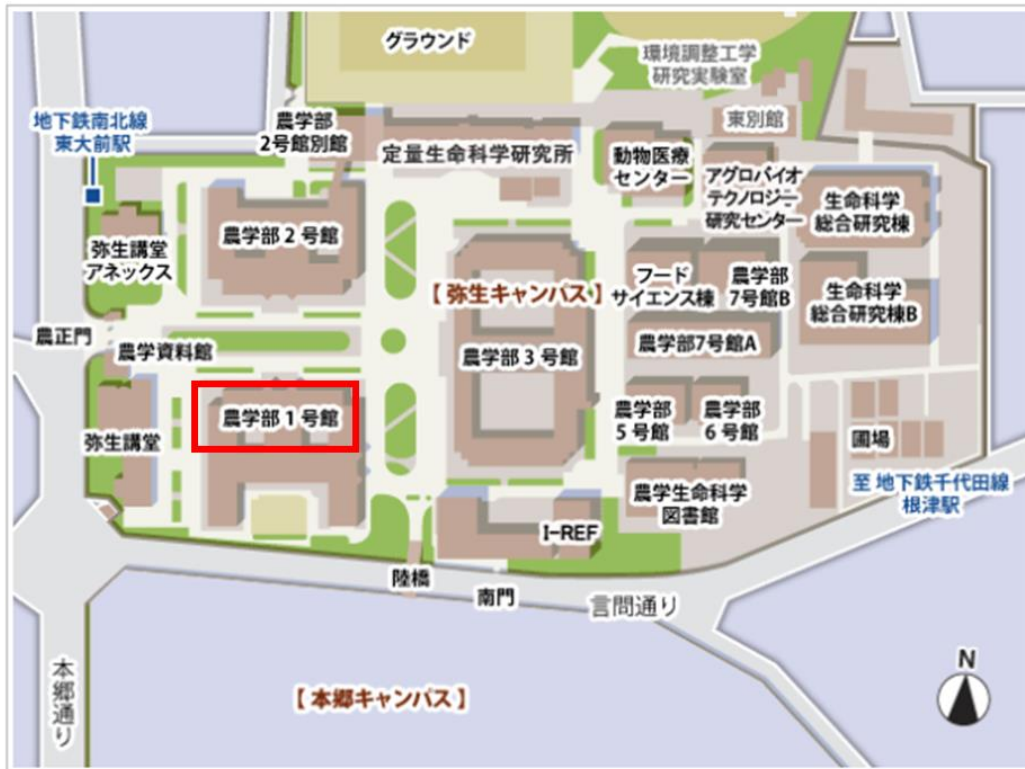 グラウンド
環境調整工学
研究実験室
地下鉄南北線
東大前駅
農学部
2号館別館
定量生命科学研究所
動物医療
センター
東別館
アグロバイオ
テクノロジー
研究センター
生命科学
総合研究棟
弥生講堂
アネックス
農学部 2 号館
【 弥生キャンパス 】
フード
サイエンス棟
農学部
7号館B
生命科学
総合研究棟B
農正門
農学資料館
農学部 3 号館
農学部7号館A
弥生講堂
農学部 1 号館
農学部
5 号館
農学部
6 号館
圃場
農学生命科学
図書館
至 地下鉄千代田線
根津駅
I-REF
陸橋
南門
言問通り
本郷通り
【 本郷キャンパス 】
N